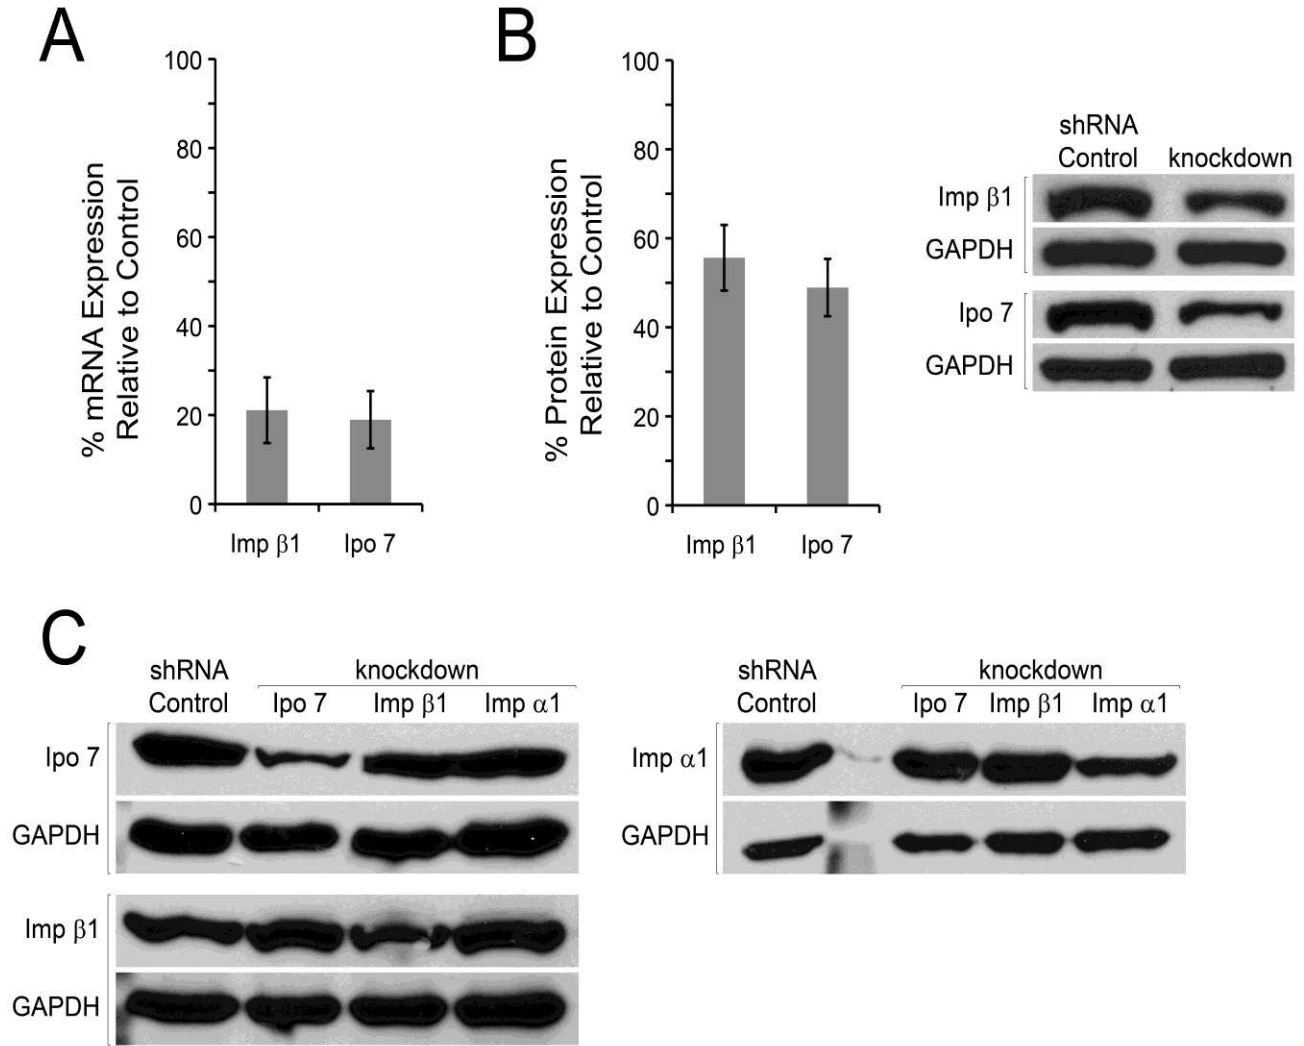 A
100
80
60
40
20
0
% mRNA Expression
Relative to Control
Imp β1
Ipo 7
B
100
80
60
40
20
0
% Protein Expression
Relative to Control
Imp β1
Ipo 7
shRNA
Control
knockdown
Imp β1
GAPDH
Ipo 7
GAPDH
C
shRNA
Control
knockdown
Ipo 7
Imp β1
Imp α1
Ipo 7
GAPDH
Imp β1
GAPDH
shRNA
Control
knockdown
Ipo 7
Imp β1
Imp α1
Imp α1
GAPDH